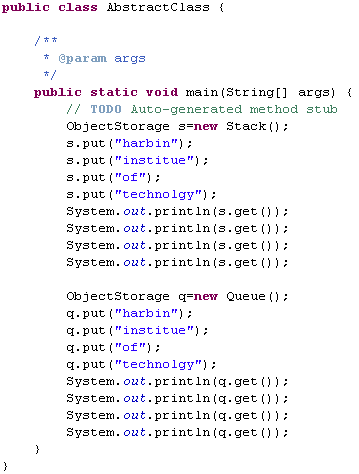 public class AbstractClass {
/**
* @param args
*/
public static void main(String[] args) {
// TODO Auto-generated method stub
ObjectStorage s=new Stack();
s.put("harbin");
s.put("institue");
s.put("of");
s.put("technolgy");
System.out.println(s.get());
System.out.println(s.get());
System.out.println(s.get());
System.out.println(s.get());
ObjectStorage q=new Queue();
q.put("harbin");
q.put("institue");
q.put("of");
q.put("technolgy");
System.out.println(q.get());
System.out.println(q.get());
System.out.println(q.get());
System.out.println(q.get());
}
}